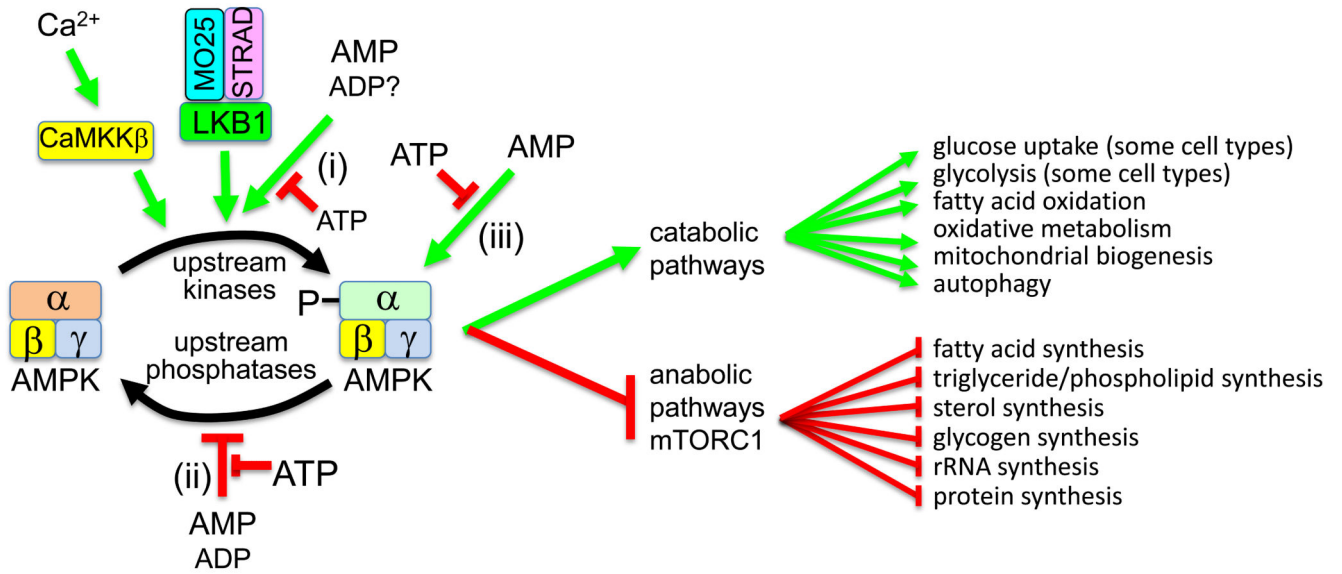 Ca2+
MO25
STRAD
LKB1
CaMKKβ
AMP
ADP?
(i)
ATP
ATP
AMP
(iii)
upstream
kinases
α
β
γ
AMPK
P
α
β
γ
AMPK
upstream
phosphatases
(ii)
ATP
AMP
ADP
catabolic
pathways
glucose uptake (some cell types)
glycolysis (some cell types)
fatty acid oxidation
oxidative metabolism
mitochondrial biogenesis
autophagy
anabolic
pathways
mTORC1
fatty acid synthesis
triglyceride/phospholipid synthesis
sterol synthesis
glycogen synthesis
rRNA synthesis
protein synthesis